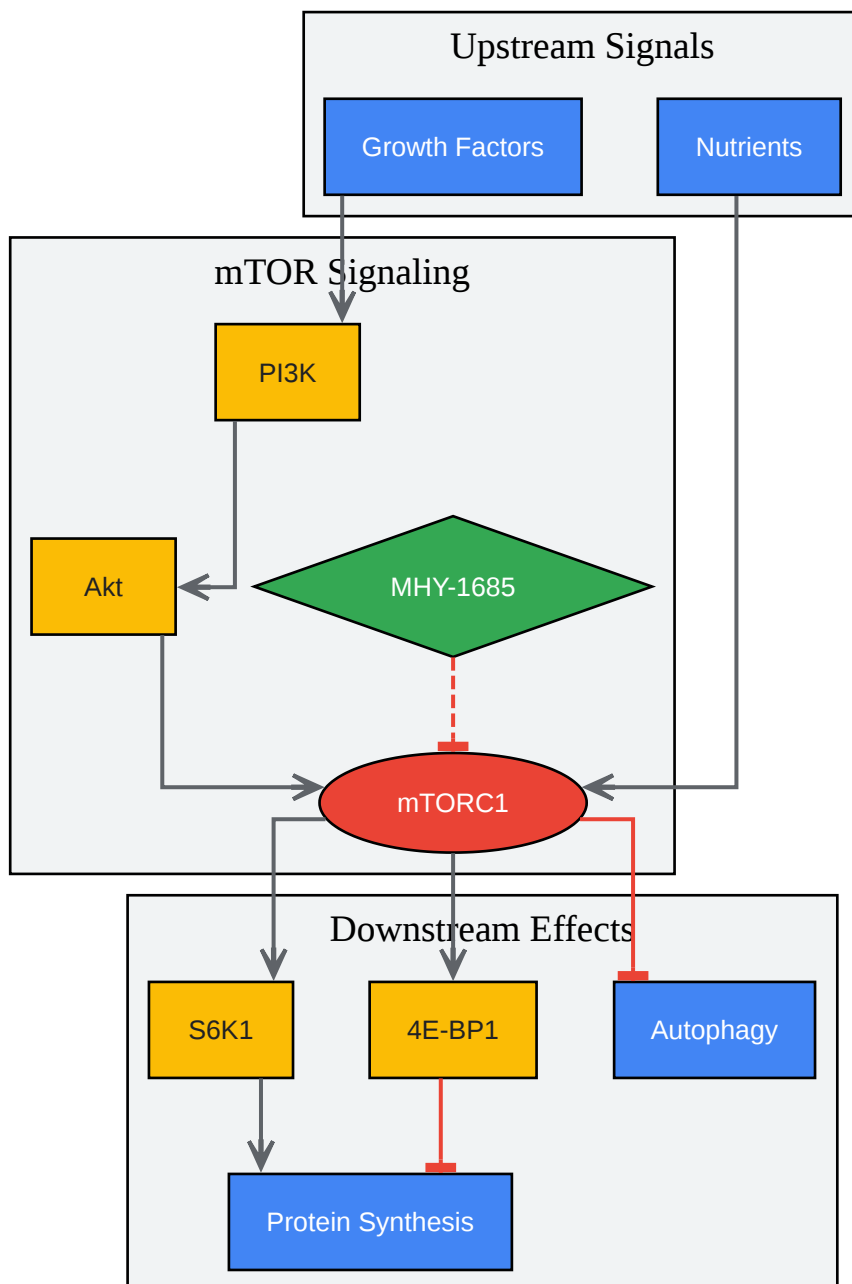 Upstream Signals
Growth Factors
Nutrients
mTOR Signaling
PI3K
Akt
MHY-1685
mTORC1
Downstream Effects
S6K1
4E-BP1
Autophagy
Protein Synthesis